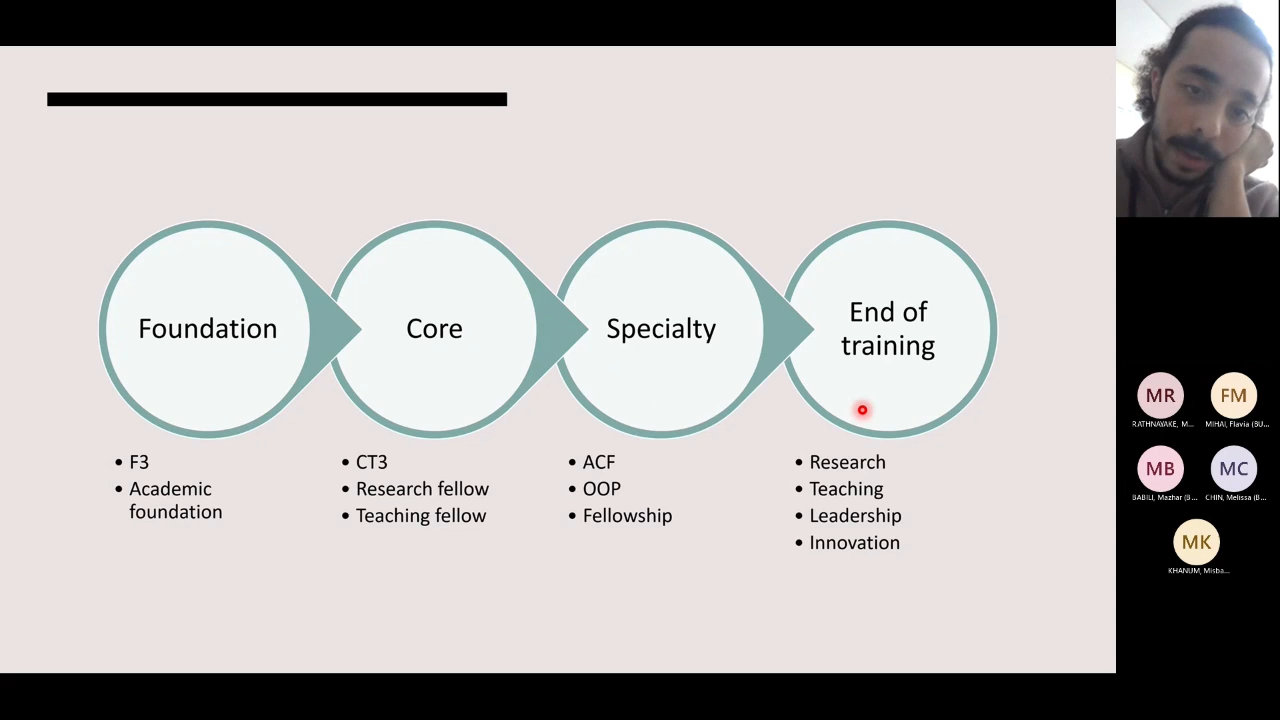 Foundation
Core
Specialty
End of
training
• F3
• Academic
foundation
• CT3
• Research fellow
• Teaching fellow
• ACF
• OOP
• Fellowship
• Research
• Teaching
• Leadership
• Innovation
MR
RATHNAYAKE, M...
FM
MIHAI, Flavia (BU...
MB
BABILI, Mazhar (B...
MC
CHIN, Melissa (B...
MK
KHANUM, Misba...